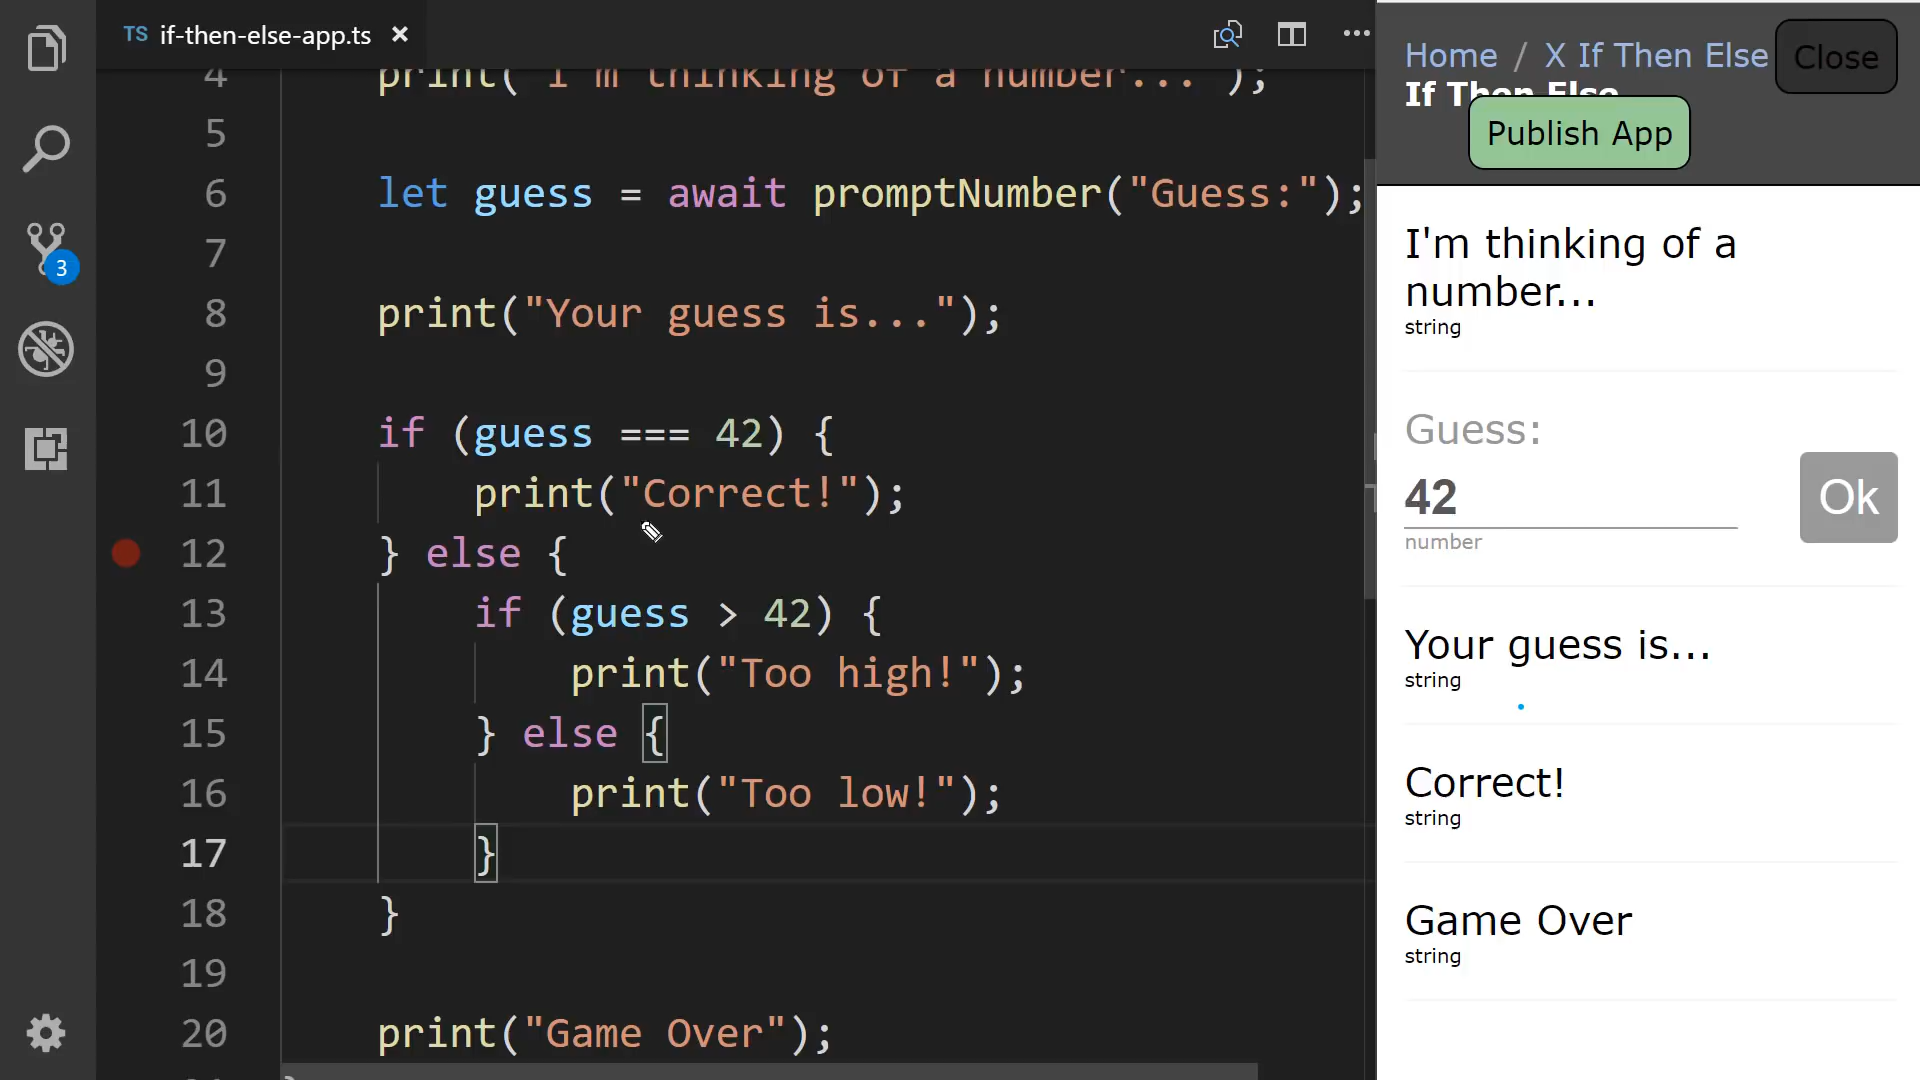 TS if-then-else-app.ts ×
4 print("I'm thinking of a number...");
5
6 let guess = await promptNumber("Guess:");
7
8 print("Your guess is...");
9
10 if (guess === 42) {
11 print("Correct!");
12 } else {
13 if (guess > 42) {
14 print("Too high!");
15 } else {
16 print("Too low!");
17 }
18 }
19
20 print("Game Over");
3
Home / X If Then Else
Close
If Then Else
Publish App
I'm thinking of a
number...
string
Guess:
42
Ok
number
Your guess is...
string
Correct!
string
Game Over
string